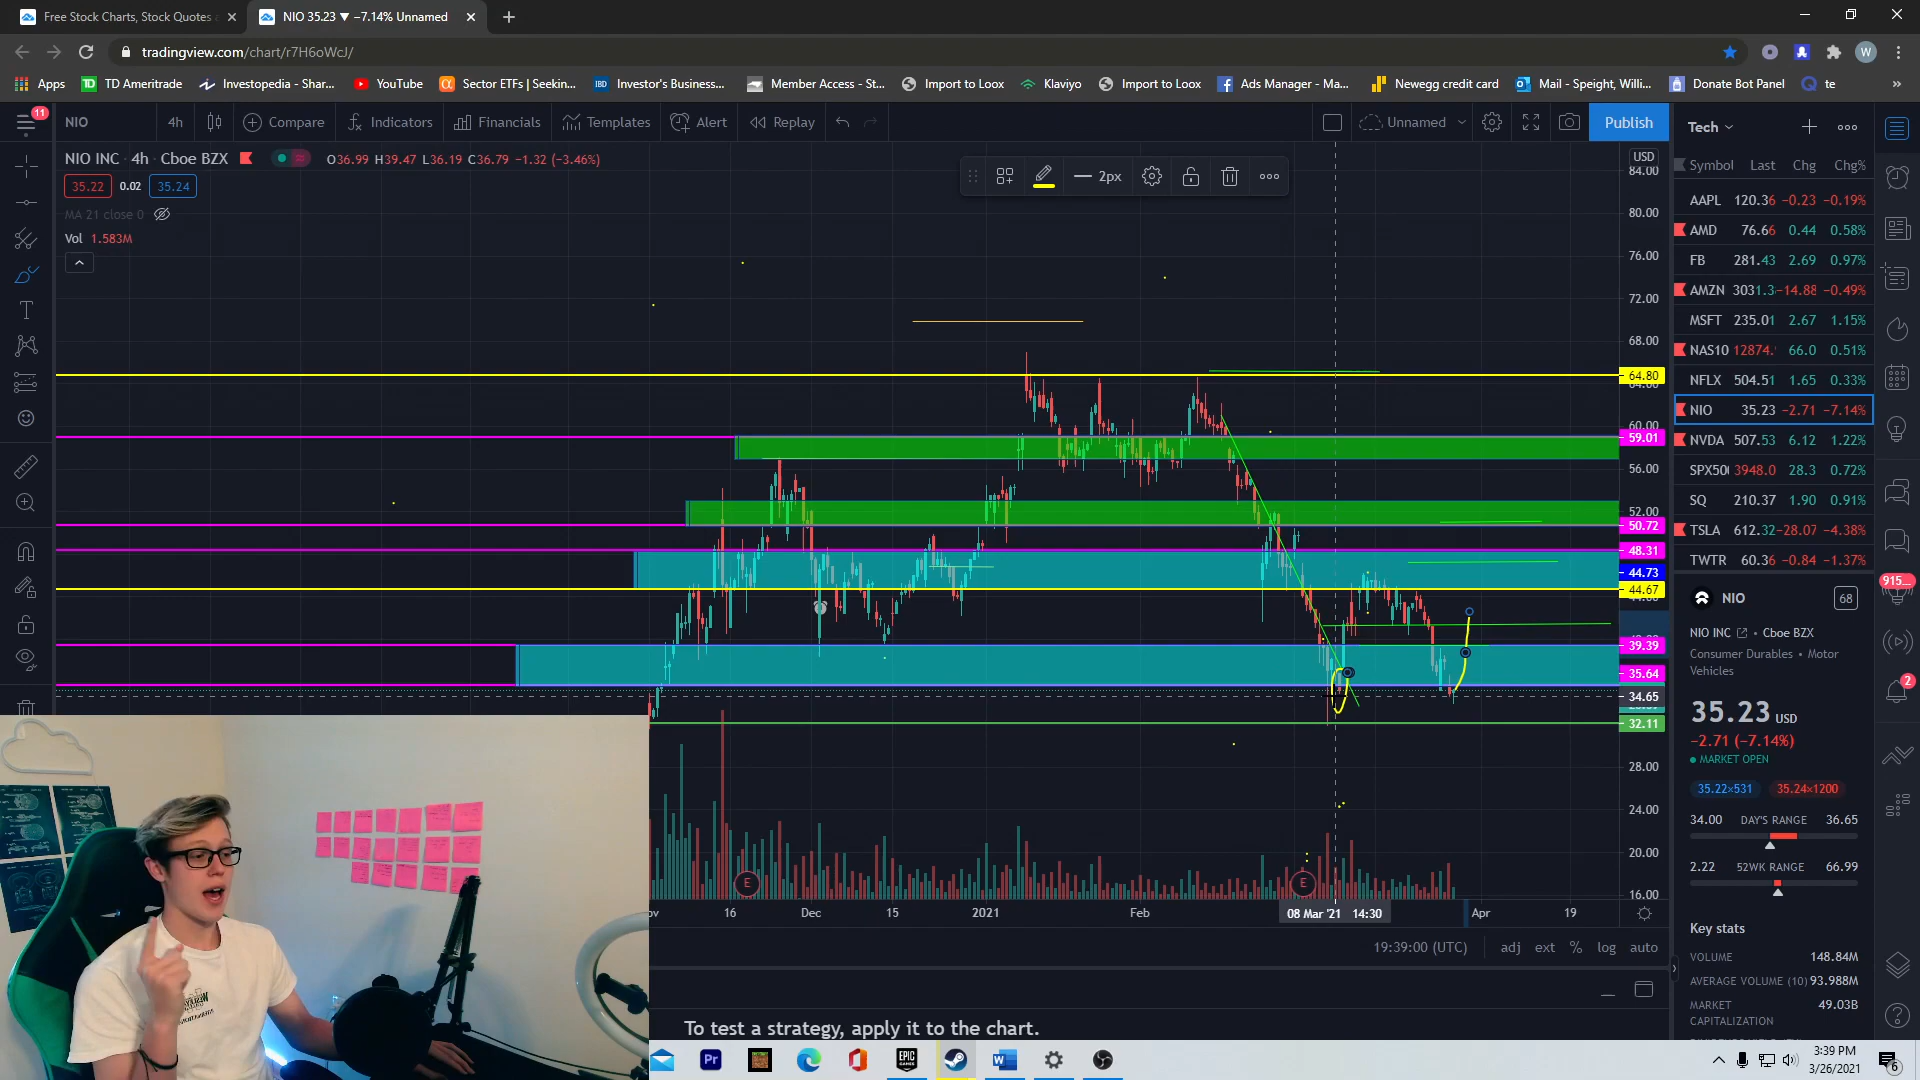 Free Stock Charts, Stock Quotes
NIO 35.23 ▼ −7.14% Unnamed
tradingview.com/chart/r7H6oWcJ/
W
Apps
TD Ameritrade
Investopedia - Shar...
YouTube
Sector ETFs | Seekin...
IBD
Investor's Business...
Member Access - St...
Import to Loox
Klaviyo
Import to Loox
Ads Manager - Ma...
Newegg credit card
Mail - Speight, Willi...
Donate Bot Panel
te
»
11
NIO
4h
Compare
Indicators
Financials
Templates
Alert
Replay
Unnamed
Publish
Tech
NIO INC · 4h · Cboe BZX
O36.99 H39.47 L36.19 C36.79 −1.32 (−3.46%)
35.22
0.02
35.24
MA 21 close 0
Vol 1.583M
2px
USD
84.00
80.00
76.00
72.00
68.00
64.80
60.00
59.01
56.00
52.00
50.72
48.31
44.73
44.67
39.39
35.64
34.65
32.11
28.00
24.00
20.00
16.00
Symbol Last Chg Chg%
AAPL 120.36 −0.23 −0.19%
AMD 76.66 0.44 0.58%
FB 281.43 2.69 0.97%
AMZN 3031.3 −14.88 −0.49%
MSFT 235.01 2.67 1.15%
NAS10 12874. 66.0 0.51%
NFLX 504.51 1.65 0.33%
NIO 35.23 −2.71 −7.14%
NVDA 507.53 6.12 1.22%
SPX50 3948.0 28.3 0.72%
SQ 210.37 1.90 0.91%
TSLA 612.32 −28.07 −4.38%
TWTR 60.36 −0.84 −1.37%
NIO
68
NIO INC • Cboe BZX
Consumer Durables • Motor
Vehicles
35.23 USD
−2.71 (−7.14%)
MARKET OPEN
35.22×531
35.24×1200
34.00 DAY'S RANGE 36.65
2.22 52WK RANGE 66.99
Key stats
VOLUME 148.84M
AVERAGE VOLUME (10) 93.988M
MARKET 49.03B
CAPITALIZATION
915
2
E
E
16
Dec
15
2021
Feb
08 Mar '21 14:30
Apr
19
19:39:00 (UTC)
adj
ext
%
log
auto
To test a strategy, apply it to the chart.
Pr
EPIC
GAMES
3:39 PM
3/26/2021
6